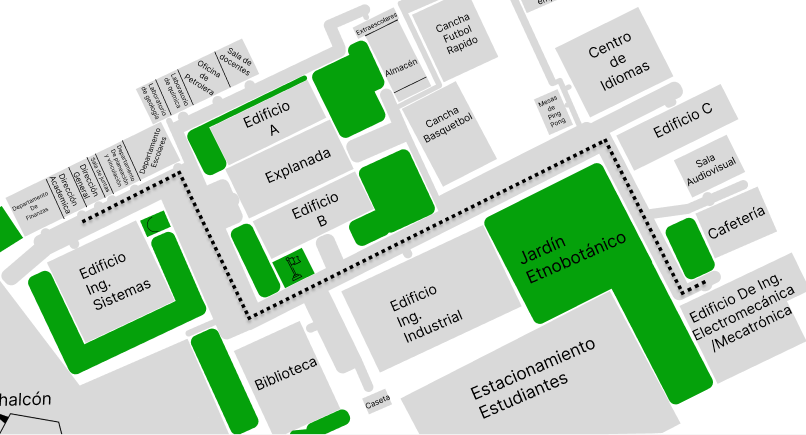 Extraescolares
Cancha
Futbol
Rapido
Almacén
Sala de
docentes
Oficina
de
Petrolera
Laboratorio
de química
Laboratorio
de geología
Centro
de
Idiomas
Mesas
de
Ping
Pong
Edificio
A
Cancha
Basquetbol
Edificio C
Explanada
Sala
Audiovisual
Departamento
Escolares
Departamento
De planeación
y vinculación
Sala de juntas
Dirección
General
Dirección
Academica
Departamento
De
Finanzas
Edificio
B
Cafetería
Jardín
Etnobotánico
Edificio
Ing.
Sistemas
Edificio
Ing.
Industrial
Edificio De Ing.
Electromecánica
/Mecatrónica
Biblioteca
Estacionamiento
Estudiantes
Caseta
halcón